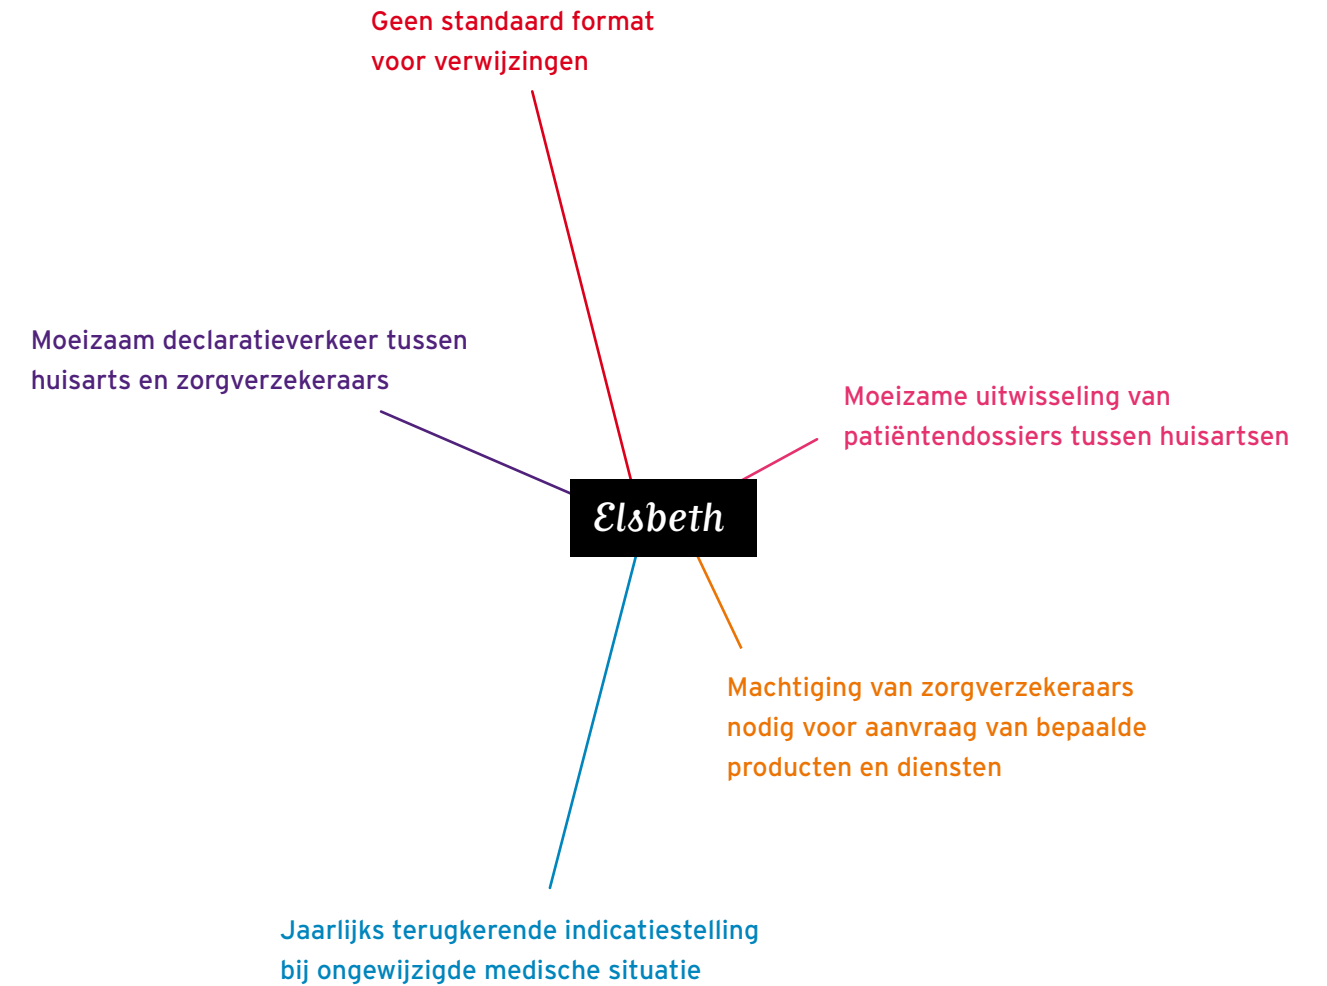 Geen standaard format
voor verwijzingen
Moeizaam declaratieverkeer tussen
huisarts en zorgverzekeraars
Moeizame uitwisseling van
patiëntendossiers tussen huisartsen
Elsbeth
Machtiging van zorgverzekeraars
nodig voor aanvraag van bepaalde
producten en diensten
Jaarlijks terugkerende indicatiestelling
bij ongewijzigde medische situatie